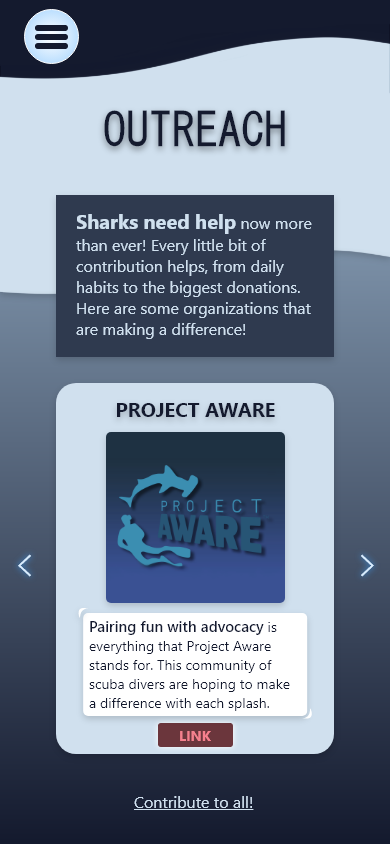 OUTREACH
Sharks need help now more
than ever! Every little bit of
contribution helps, from daily
habits to the biggest donations.
Here are some organizations that
are making a difference!
PROJECT AWARE
PROJECT
AWARE
Pairing fun with advocacy is
everything that Project Aware
stands for. This community of
scuba divers are hoping to make
a difference with each splash.
LINK
Contribute to all!